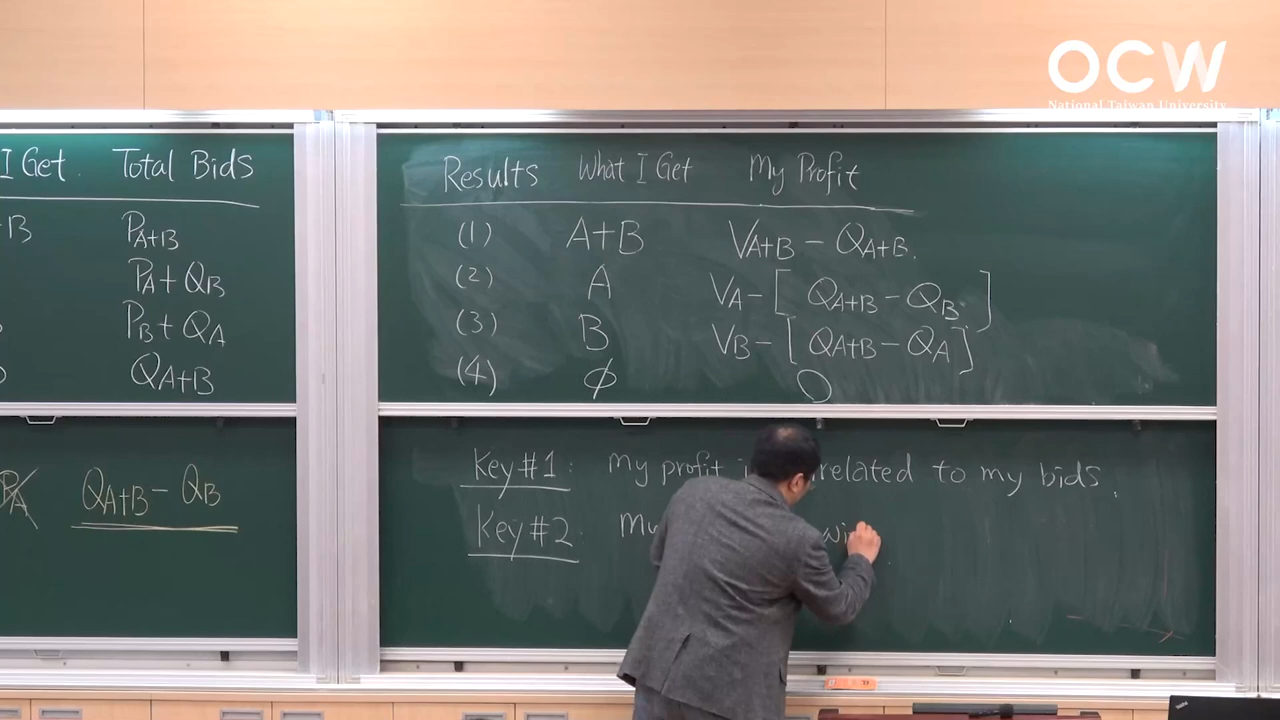 OCW
National Taiwan University
I Get. Total Bids
+B PA+B
PA + QB
PB + QA
QA+B
PA QA+B - QB
Results What I Get My Profit
(1) A+B VA+B - QA+B.
(2) A VA - [ QA+B - QB ]
(3) B VB - [ QA+B - QA ]
(4) ϕ 0
Key #1: my profit related to my bids.
Key #2: My